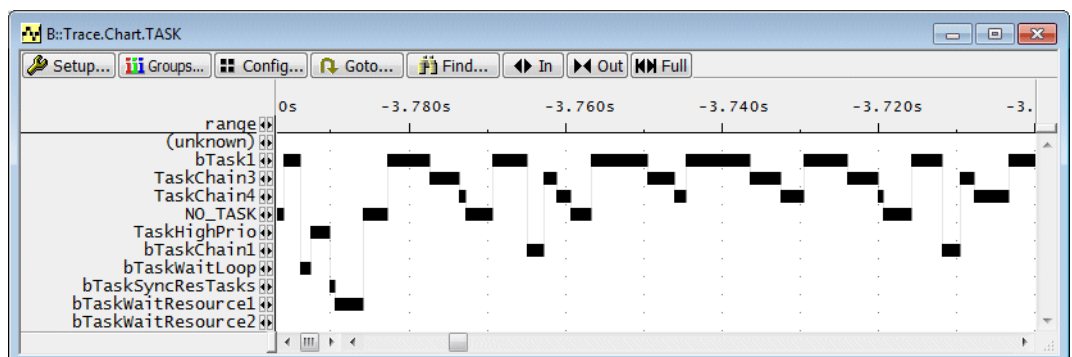 B::Trace.Chart.TASK
Setup... Groups... Config... Goto... Find... In Out Full
0s -3.780s -3.760s -3.740s -3.720s -3.
range
(unknown)
bTask1
TaskChain3
TaskChain4
NO_TASK
TaskHighPrio
bTaskChain1
bTaskWaitLoop
bTaskSyncResTasks
bTaskWaitResource1
bTaskWaitResource2